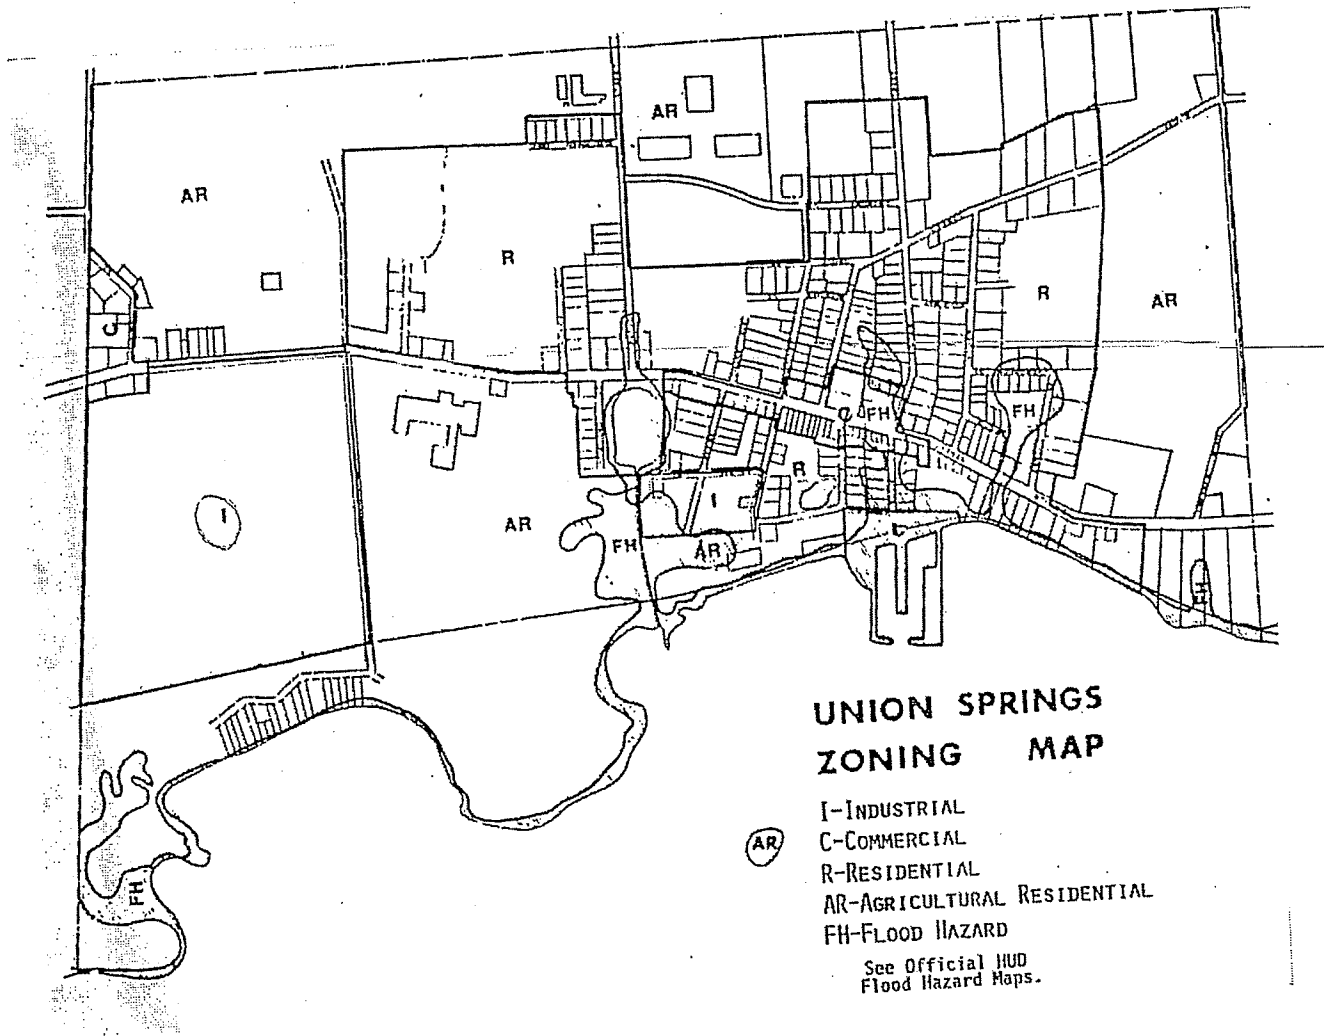 AR
AR
R
R
AR
C
C
FH
FH
R
I
I
AR
FH
AR
FH
FH
UNION SPRINGS
ZONING MAP
I-INDUSTRIAL
AR
C-COMMERCIAL
R-RESIDENTIAL
AR-AGRICULTURAL RESIDENTIAL
FH-FLOOD HAZARD
See Official HUD
Flood Hazard Maps.